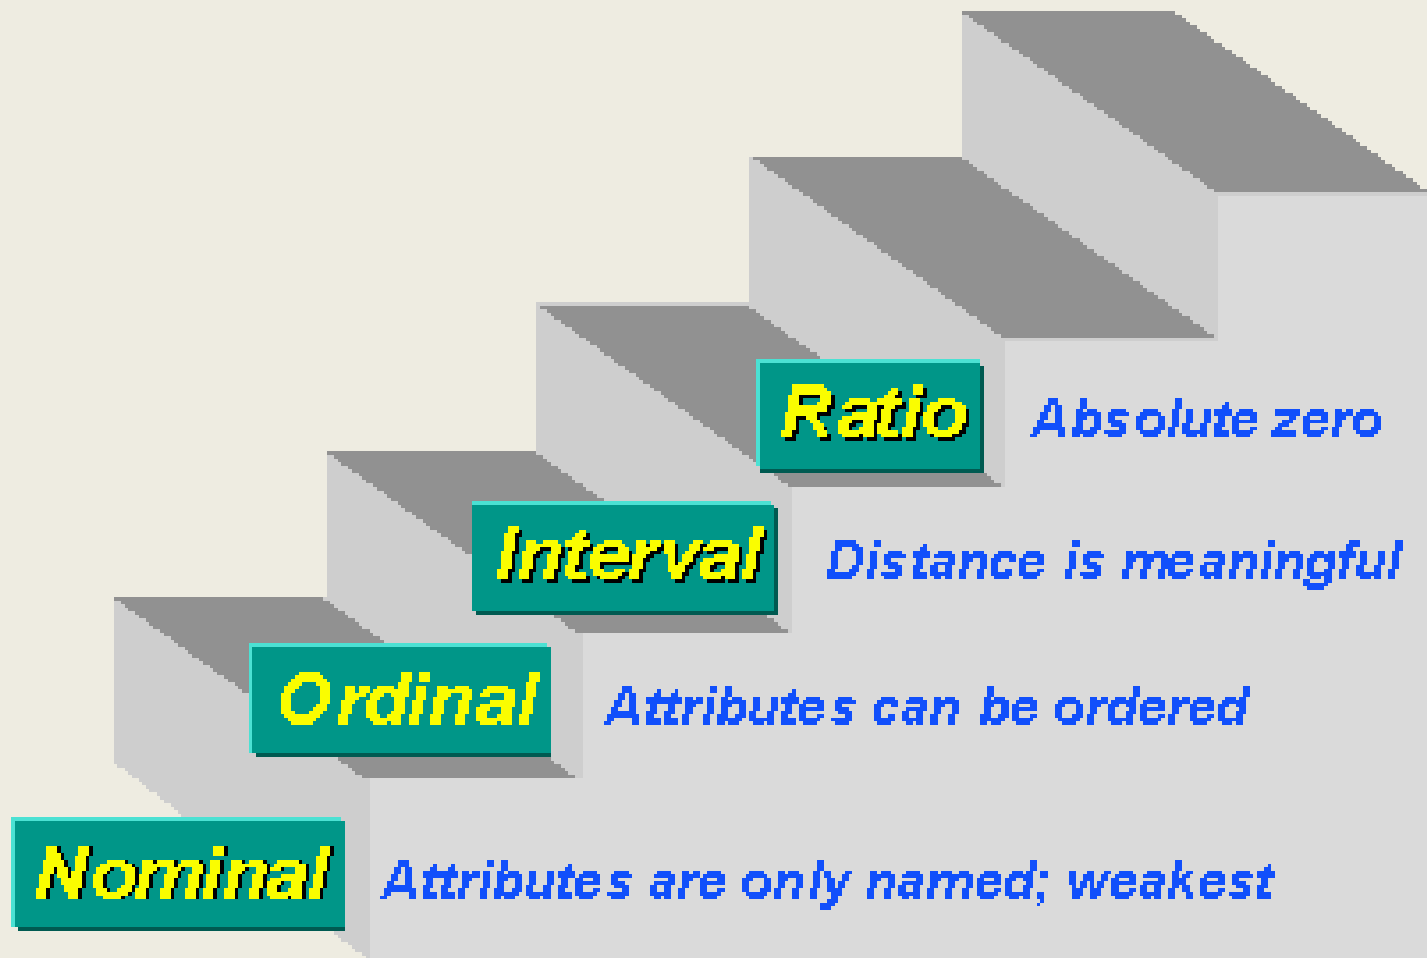 Ratio Absolute zero
Interval Distance is meaningful
Ordinal Attributes can be ordered
Nominal Attributes are only named; weakest